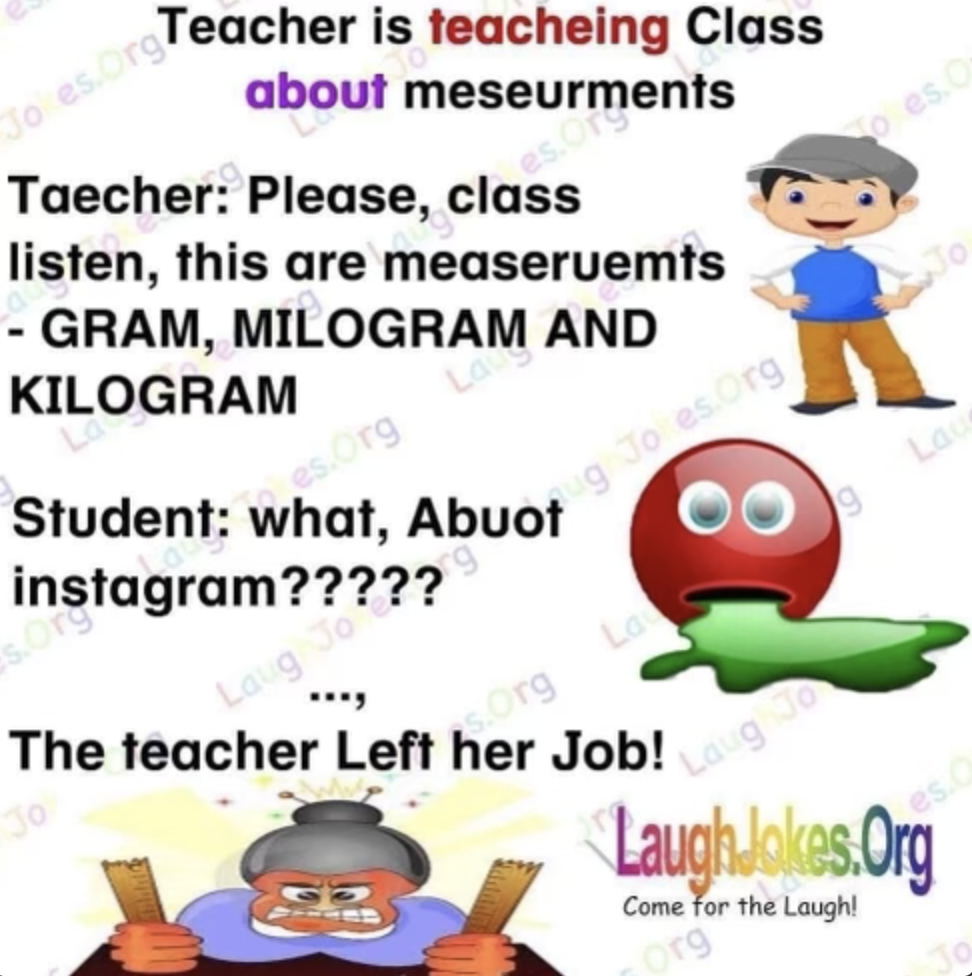 Teacher is teacheing Class
about meseurments
Taecher: Please, class
listen, this are measeruemts
- GRAM, MILOGRAM AND
KILOGRAM
Student: what, Abuot
instagram?????
...,
The teacher Left her Job!
LaughJokes.Org
Come for the Laugh!